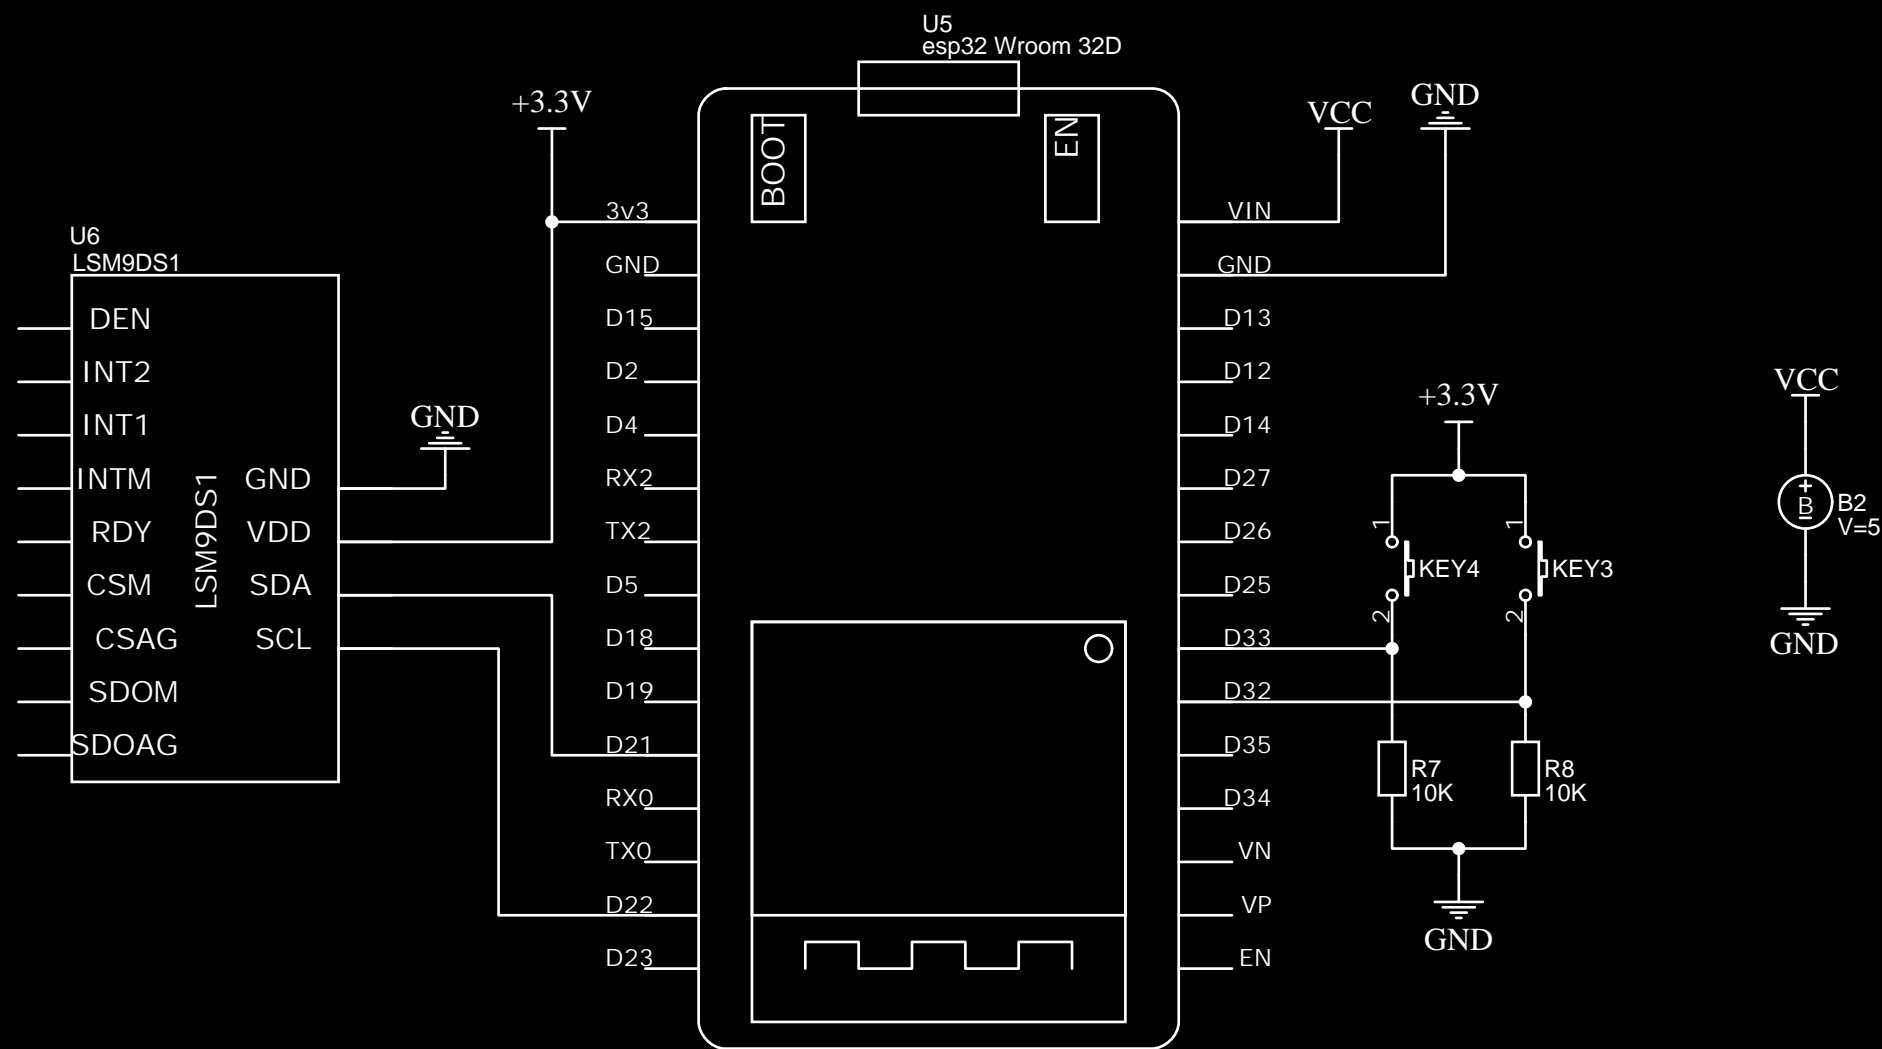 U5
esp32 Wroom 32D
+3.3V
VCC
GND
BOOT
EN
3v3
GND
D15
D2
D4
RX2
TX2
D5
D18
D19
D21
RX0
TX0
D22
D23
VIN
GND
D13
D12
D14
D27
D26
D25
D33
D32
D35
D34
VN
VP
EN
U6
LSM9DS1
DEN
INT2
INT1
INTM
RDY
CSM
CSAG
SDOM
SDOAG
LSM9DS1
GND
VDD
SDA
SCL
GND
+3.3V
1
KEY4
2
1
KEY3
2
R7
10K
R8
10K
GND
VCC
+
B
B2
V=5
GND